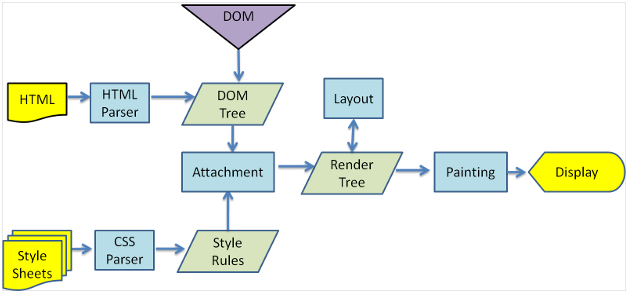 DOM
HTML
HTML
Parser
DOM
Tree
Layout
Attachment
Render
Tree
Painting
Display
Style
Sheets
CSS
Parser
Style
Rules